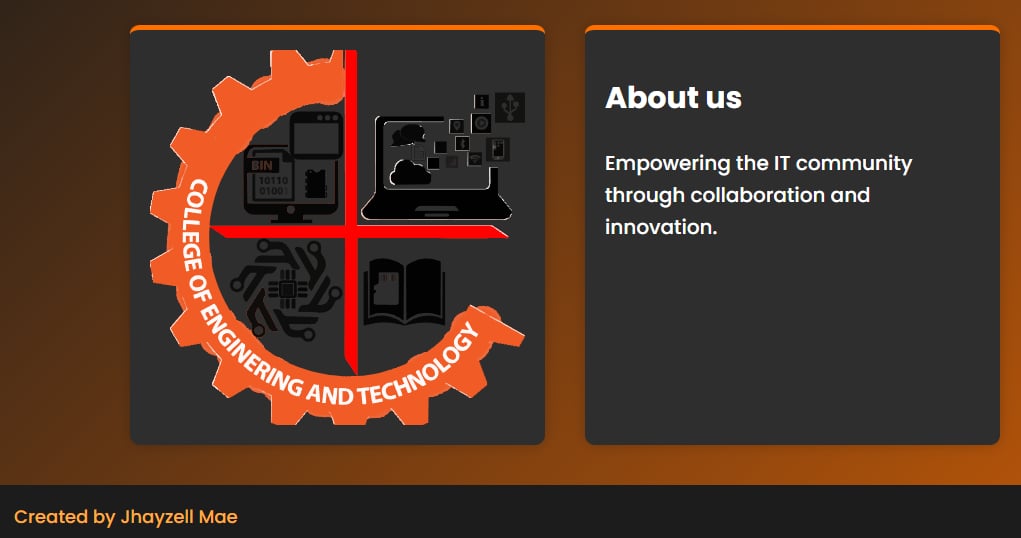 BIN
10110
01001
COLLEGE OF ENGINERING AND TECHNOLOGY
About us
Empowering the IT community
through collaboration and
innovation.
Created by Jhayzell Mae